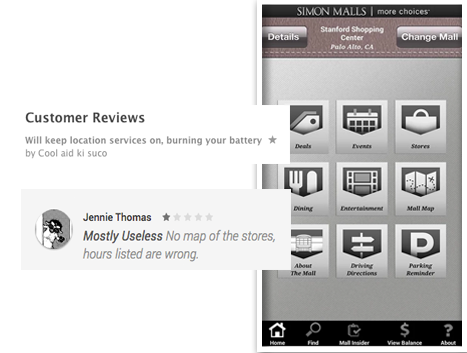 SIMON MALLS | more choices
Details
Stanford Shopping
Center
Palo Alto, CA
Change Mall
Customer Reviews
Will keep location services on, burning your battery ★
by Cool aid ki suco
Jennie Thomas ★★★★★
Mostly Useless No map of the stores,
hours listed are wrong.
Deals
Events
Stores
Dining
Entertainment
Mall Map
About
The Mall
Driving
Directions
P
Parking
Reminder
Home
Find
Mall Insider
$
View Balance
?
About